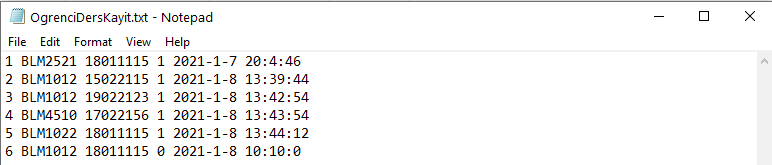 OgrenciDersKayit.txt - Notepad
File Edit Format View Help
1 BLM2521 18011115 1 2021-1-7 20:4:46
2 BLM1012 15022115 1 2021-1-8 13:39:44
3 BLM1012 19022123 1 2021-1-8 13:42:54
4 BLM4510 17022156 1 2021-1-8 13:43:54
5 BLM1022 18011115 1 2021-1-8 13:44:12
6 BLM1012 18011115 0 2021-1-8 10:10:0